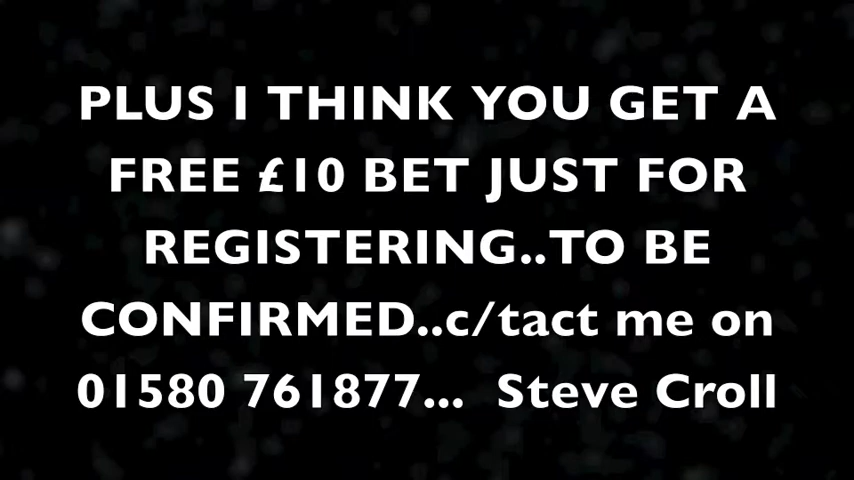 PLUS I THINK YOU GET A
FREE £10 BET JUST FOR
REGISTERING..TO BE
CONFIRMED..c/tact me on
01580 761877... Steve Croll